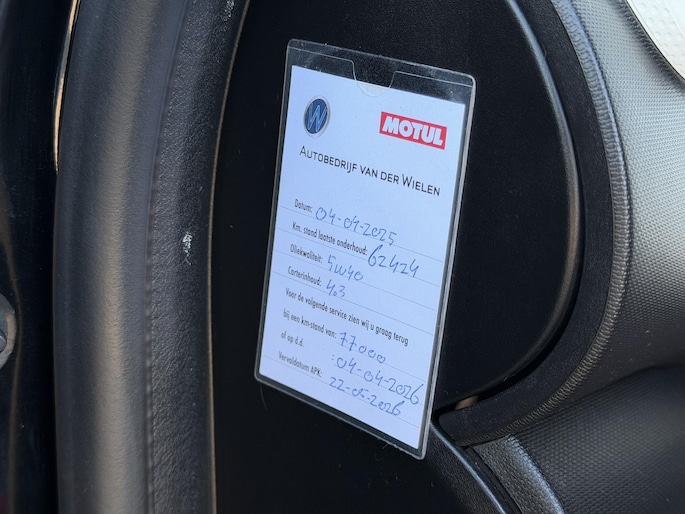 W
MOTUL
AUTOBEDRIJF VAN DER WIELEN
Datum: 04-04-2025
Km. stand laatste onderhoud: 62424
Oliekwaliteit: 5W40
Carterinhoud: 4.3
Voor de volgende service zien wij u graag terug
bij een km-stand van: 77000
of op d.d. : 04-04-2026
Vervaldatum APK: 22-05-2026